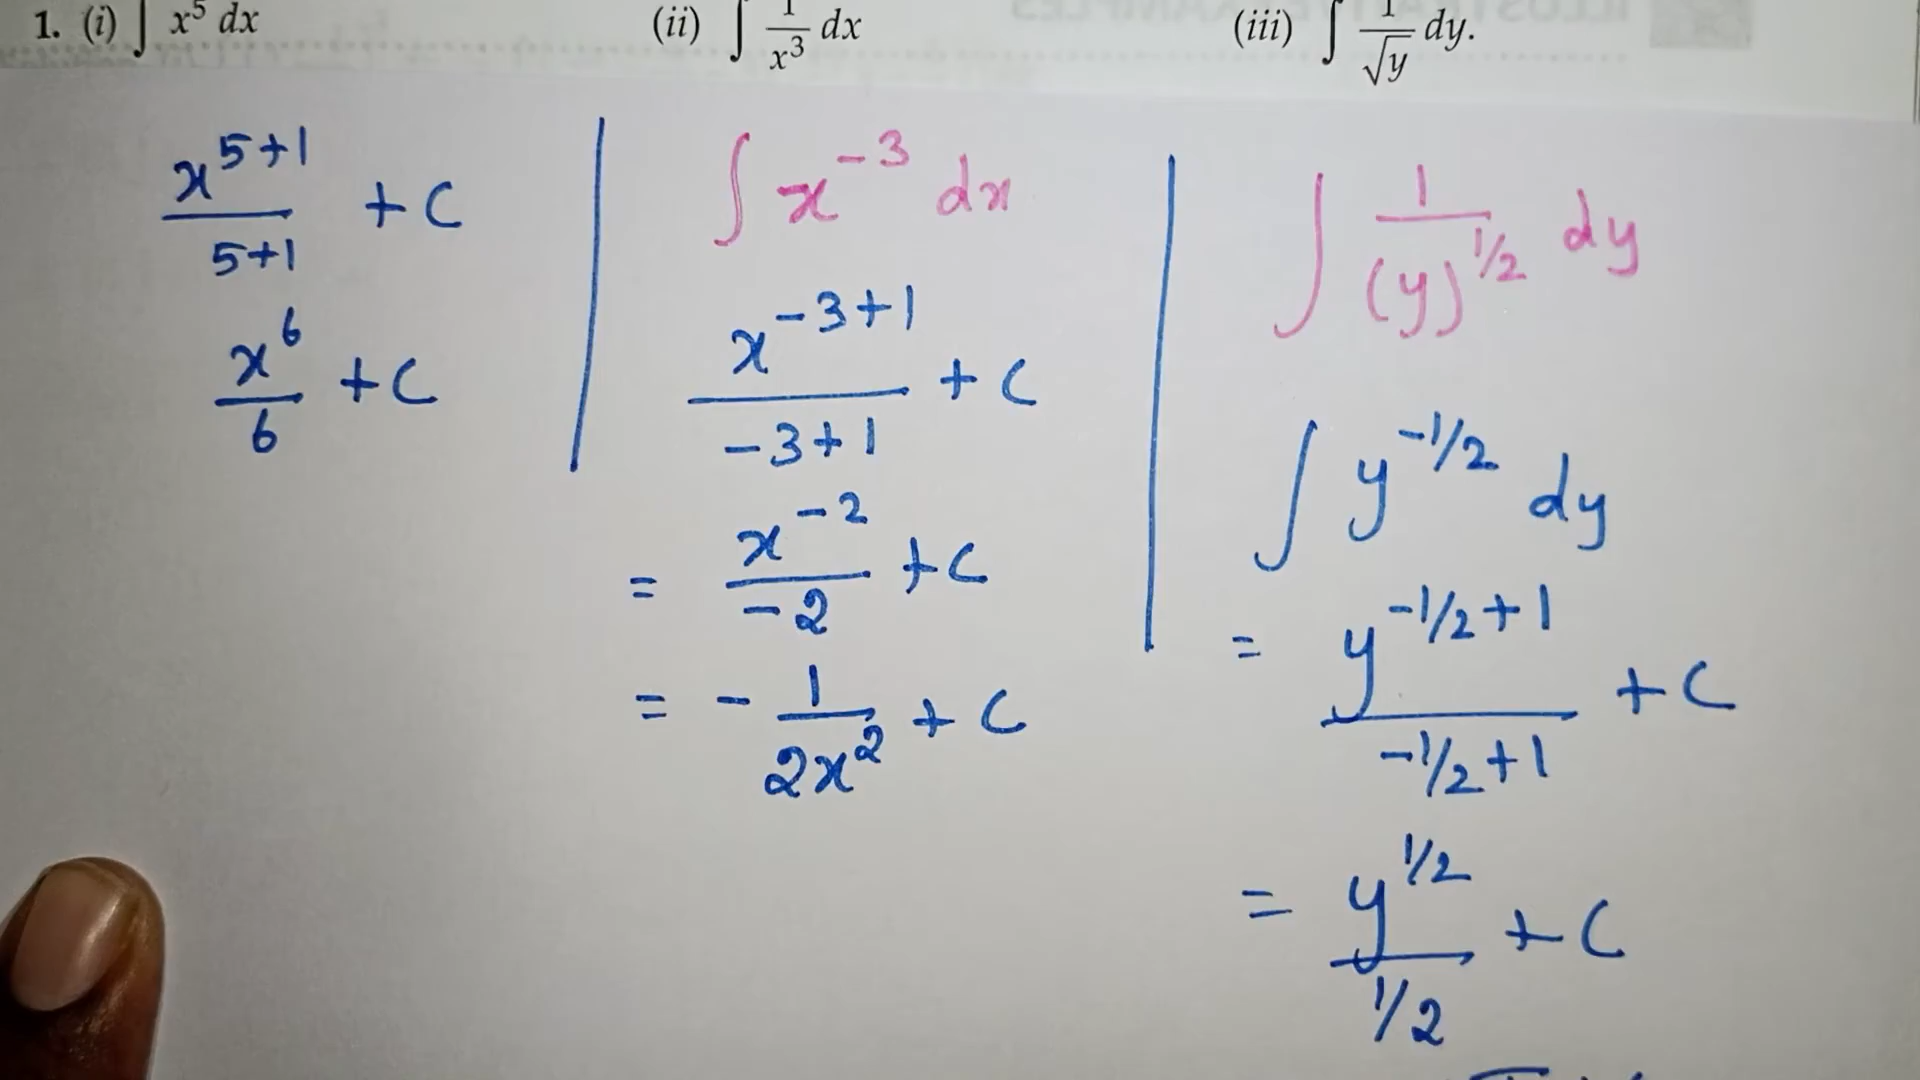 1. (i) ∫ x⁵ dx (ii) ∫ 1/x³ dx (iii) ∫ 1/√y dy.
x⁵⁺¹/5+1 + C
x⁶/6 + C
∫ x⁻³ dx
x⁻³⁺¹/-3+1 + C
= x⁻²/-2 + C
= - 1/2x² + C
∫ 1/(y)^1/2 dy
∫ y^-1/2 dy
= y^-1/2+1/-1/2+1 + C
= y^1/2/1/2 + C